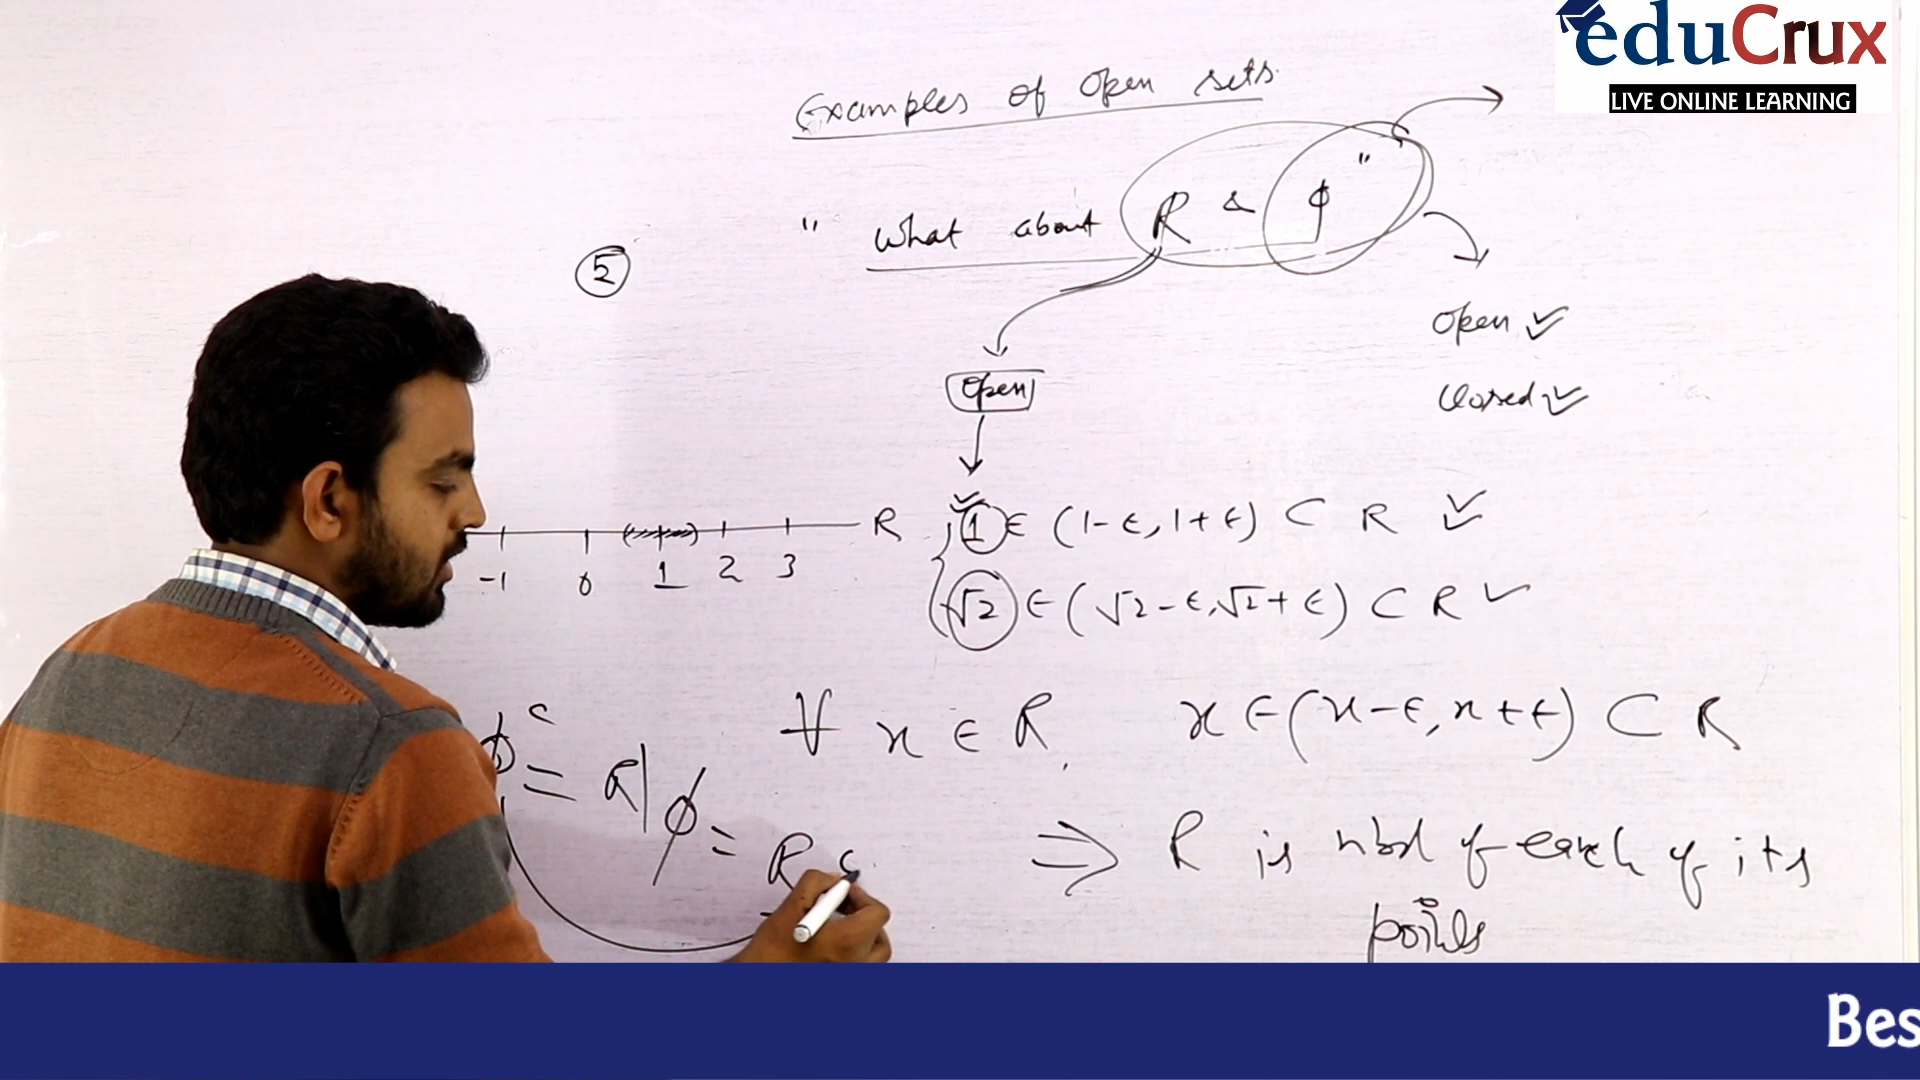 eduCrux
LIVE ONLINE LEARNING
Examples of open sets
" What about R & ϕ "
5
Open ✓
Closed ✓
Open
R
-1 0 1 2 3
1 ∈ (1-ϵ, 1+ϵ) ⊂ R ✓
√2 ∈ (√2-ϵ, √2+ϵ) ⊂ R ✓
∀ x ∈ R, x ∈ (x-ϵ, x+ϵ) ⊂ R
ϕᶜ = R|ϕ = R
⇒ R is nbd of each of its
points
Bes